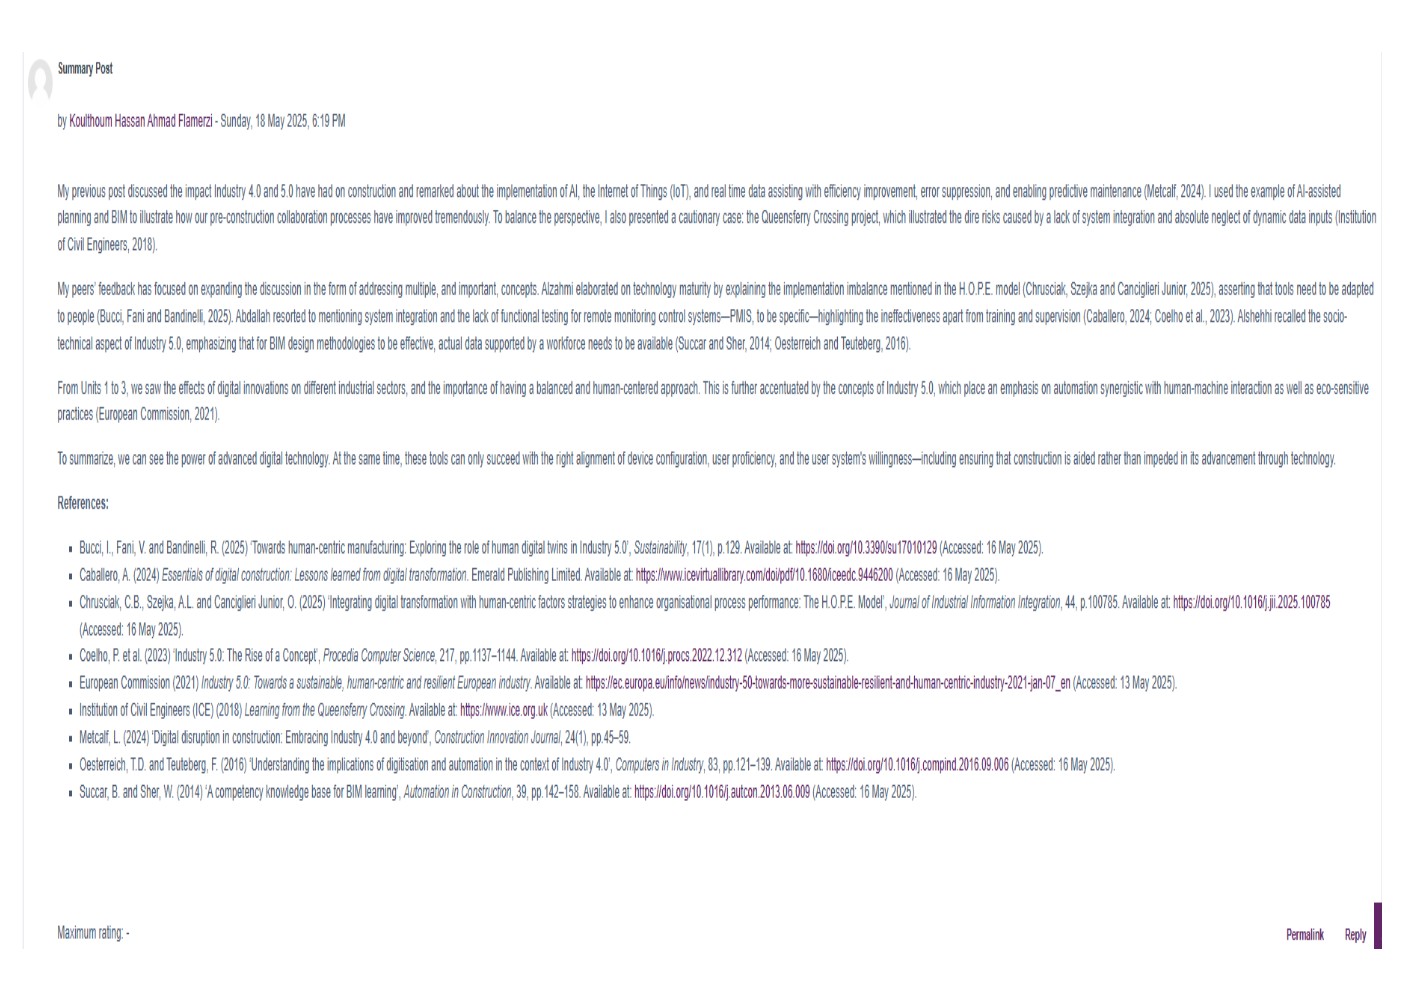 Summary Post
by Koulthoum Hassan Ahmad Flamerzi - Sunday, 18 May 2025, 6:19 PM
My previous post discussed the impact Industry 4.0 and 5.0 have had on construction and remarked about the implementation of AI, the Internet of Things (IoT), and real time data assisting with efficiency improvement, error suppression, and enabling predictive maintenance (Metcalf, 2024). I used the example of AI-assisted
planning and BIM to illustrate how our pre-construction collaboration processes have improved tremendously. To balance the perspective, I also presented a cautionary case: the Queensferry Crossing project, which illustrated the dire risks caused by a lack of system integration and absolute neglect of dynamic data inputs (Institution
of Civil Engineers, 2018).
My peers' feedback has focused on expanding the discussion in the form of addressing multiple, and important, concepts. Alzahmi elaborated on technology maturity by explaining the implementation imbalance mentioned in the H.O.P.E. model (Chrusciak, Szejka and Canciglieri Junior, 2025), asserting that tools need to be adapted
to people (Bucci, Fani and Bandinelli, 2025). Abdallah resorted to mentioning system integration and the lack of functional testing for remote monitoring control systems—PMIS, to be specific—highlighting the ineffectiveness apart from training and supervision (Caballero, 2024; Coelho et al., 2023). Alshehhi recalled the socio-
technical aspect of Industry 5.0, emphasizing that for BIM design methodologies to be effective, actual data supported by a workforce needs to be available (Succar and Sher, 2014; Oesterreich and Teuteberg, 2016).
From Units 1 to 3, we saw the effects of digital innovations on different industrial sectors, and the importance of having a balanced and human-centered approach. This is further accentuated by the concepts of Industry 5.0, which place an emphasis on automation synergistic with human-machine interaction as well as eco-sensitive
practices (European Commission, 2021).
To summarize, we can see the power of advanced digital technology. At the same time, these tools can only succeed with the right alignment of device configuration, user proficiency, and the user system's willingness—including ensuring that construction is aided rather than impeded in its advancement through technology.
References:
▪ Bucci, I., Fani, V. and Bandinelli, R. (2025) 'Towards human-centric manufacturing: Exploring the role of human digital twins in Industry 5.0', Sustainability, 17(1), p.129. Available at: https://doi.org/10.3390/su17010129 (Accessed: 16 May 2025).
▪ Caballero, A. (2024) Essentials of digital construction: Lessons learned from digital transformation. Emerald Publishing Limited. Available at: https://www.icevirtuallibrary.com/doi/pdf/10.1680/iceedc.9446200 (Accessed: 16 May 2025).
▪ Chrusciak, C.B., Szejka, A.L. and Canciglieri Junior, O. (2025) 'Integrating digital transformation with human-centric factors strategies to enhance organisational process performance: The H.O.P.E. Model', Journal of Industrial Information Integration, 44, p.100785. Available at: https://doi.org/10.1016/j.jii.2025.100785
(Accessed: 16 May 2025).
▪ Coelho, P. et al. (2023) 'Industry 5.0: The Rise of a Concept', Procedia Computer Science, 217, pp.1137–1144. Available at: https://doi.org/10.1016/j.procs.2022.12.312 (Accessed: 16 May 2025).
▪ European Commission (2021) Industry 5.0: Towards a sustainable, human-centric and resilient European industry. Available at: https://ec.europa.eu/info/news/industry-50-towards-more-sustainable-resilient-and-human-centric-industry-2021-jan-07_en (Accessed: 13 May 2025).
▪ Institution of Civil Engineers (ICE) (2018) Learning from the Queensferry Crossing. Available at: https://www.ice.org.uk (Accessed: 13 May 2025).
▪ Metcalf, L. (2024) 'Digital disruption in construction: Embracing Industry 4.0 and beyond', Construction Innovation Journal, 24(1), pp.45–59.
▪ Oesterreich, T.D. and Teuteberg, F. (2016) 'Understanding the implications of digitisation and automation in the context of Industry 4.0', Computers in Industry, 83, pp.121–139. Available at: https://doi.org/10.1016/j.compind.2016.09.006 (Accessed: 16 May 2025).
▪ Succar, B. and Sher, W. (2014) 'A competency knowledge base for BIM learning', Automation in Construction, 39, pp.142–158. Available at: https://doi.org/10.1016/j.autcon.2013.06.009 (Accessed: 16 May 2025).
Maximum rating: -
Permalink Reply